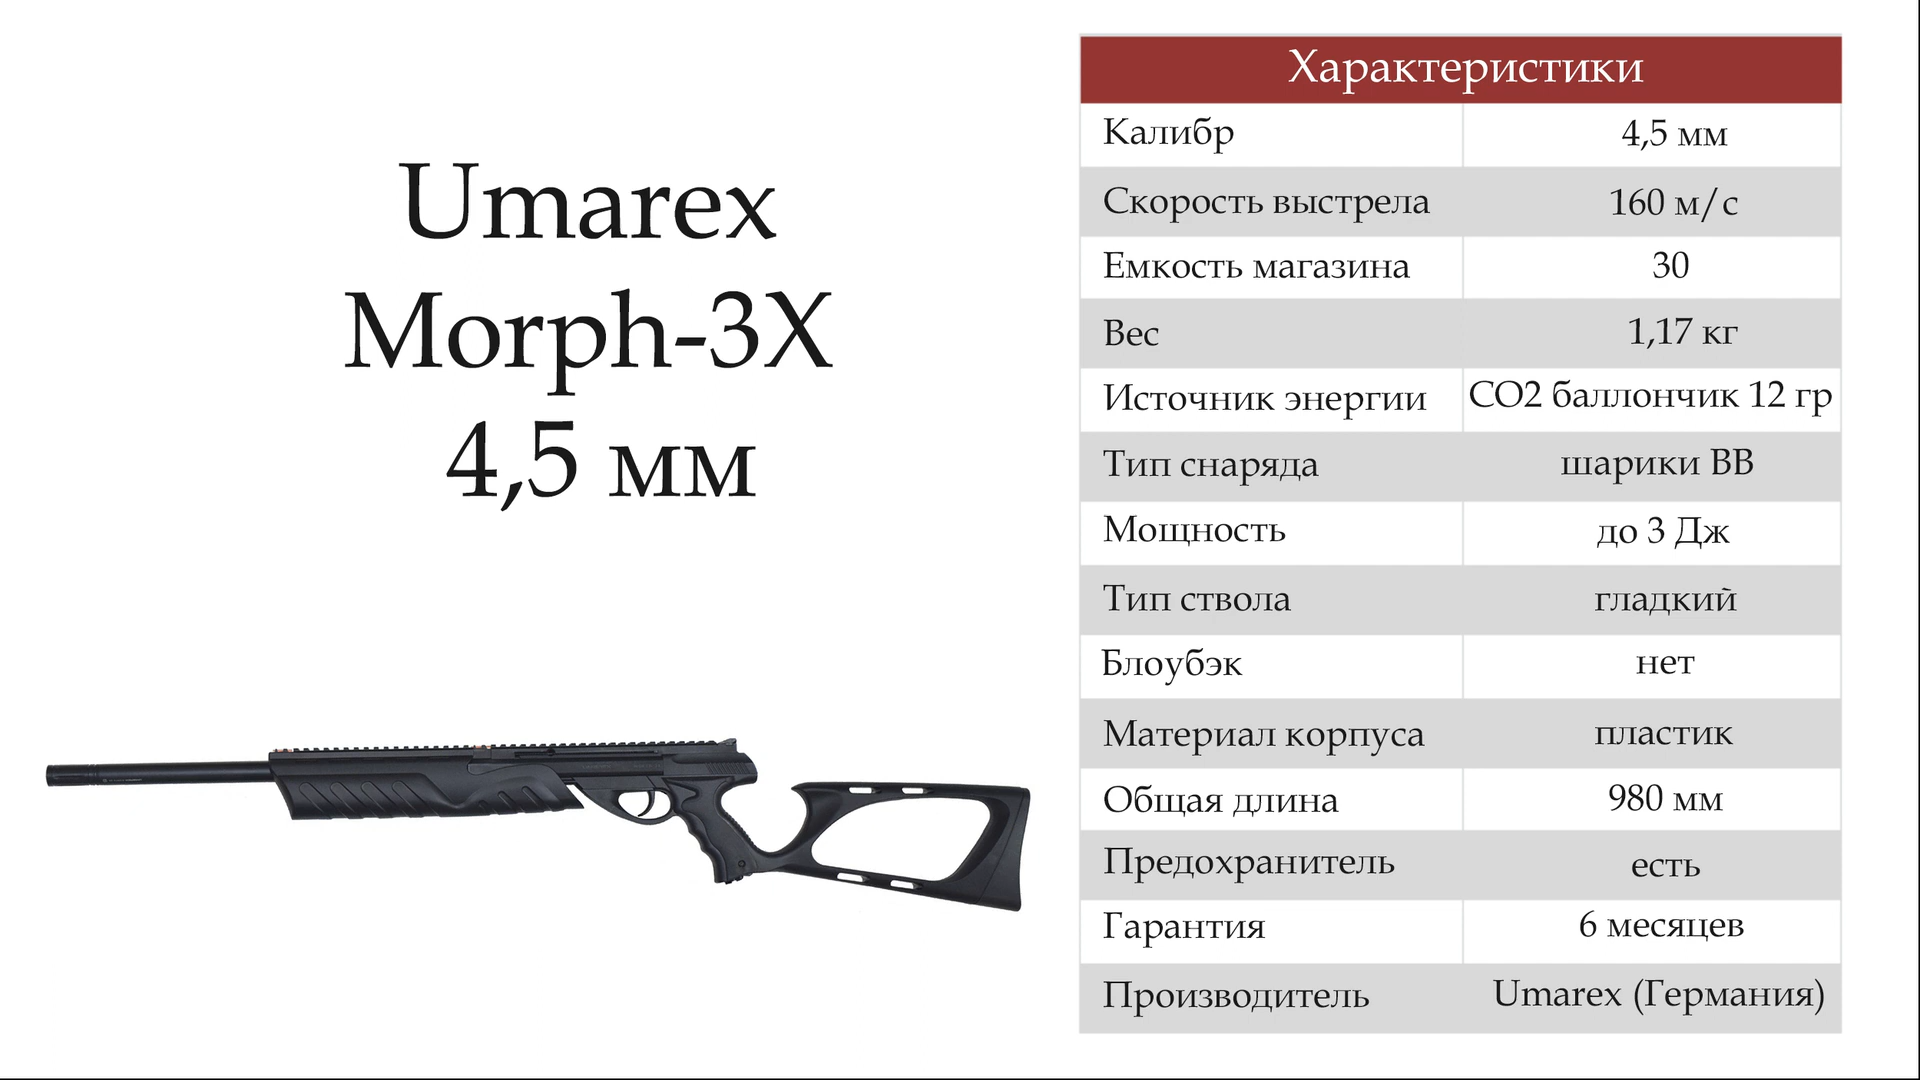 Umarex
Morph-3X
4,5 мм
Характеристики
Калибр 4,5 мм
Скорость выстрела 160 м/с
Емкость магазина 30
Вес 1,17 кг
Источник энергии СО2 баллончик 12 гр
Тип снаряда шарики ВВ
Мощность до 3 Дж
Тип ствола гладкий
Блоубэк нет
Материал корпуса пластик
Общая длина 980 мм
Предохранитель есть
Гарантия 6 месяцев
Производитель Umarex (Германия)